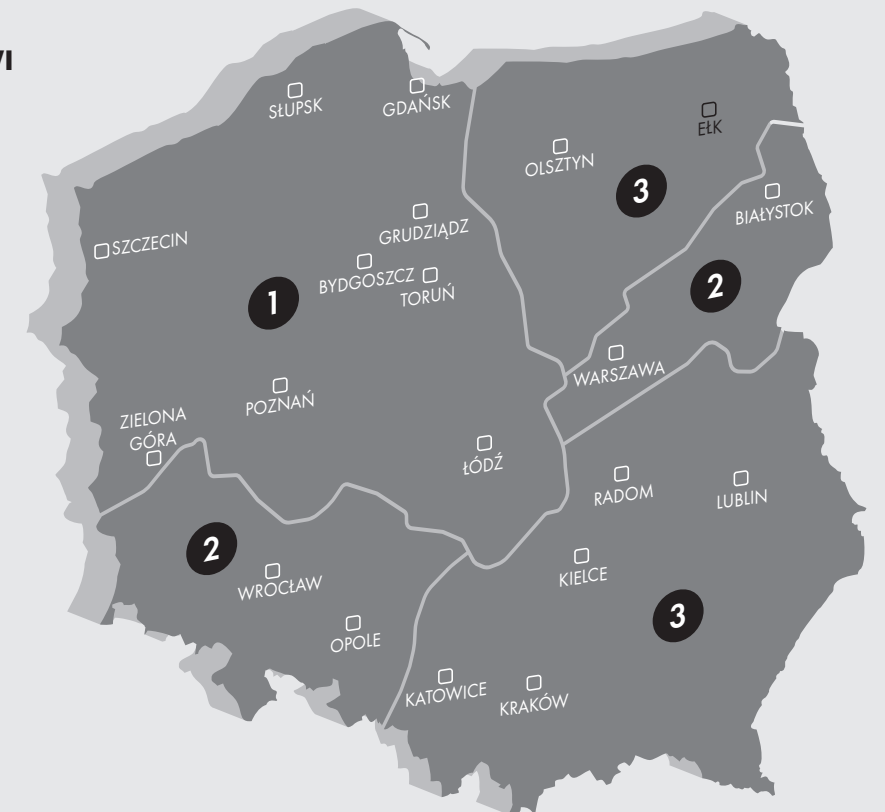 VI
SŁUPSK
GDAŃSK
EŁK
OLSZTYN
3
BIAŁYSTOK
GRUDZIĄDZ
SZCZECIN
BYDGOSZCZ
TORUŃ
2
1
WARSZAWA
POZNAŃ
ZIELONA
GÓRA
ŁÓDŹ
RADOM
LUBLIN
2
WROCŁAW
KIELCE
3
OPOLE
KATOWICE
KRAKÓW